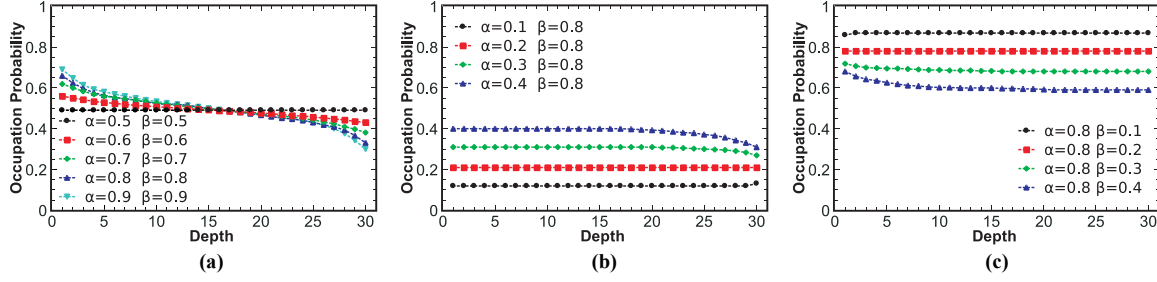 1
0.8
0.6
0.4
0.2
0
Occupation Probability
α=0.5 β=0.5
α=0.6 β=0.6
α=0.7 β=0.7
α=0.8 β=0.8
α=0.9 β=0.9
0 5 10 15 20 25 30
Depth
(a)
1
0.8
0.6
0.4
0.2
0
Occupation Probability
α=0.1 β=0.8
α=0.2 β=0.8
α=0.3 β=0.8
α=0.4 β=0.8
0 5 10 15 20 25 30
Depth
(b)
1
0.8
0.6
0.4
0.2
0
Occupation Probability
α=0.8 β=0.1
α=0.8 β=0.2
α=0.8 β=0.3
α=0.8 β=0.4
0 5 10 15 20 25 30
Depth
(c)